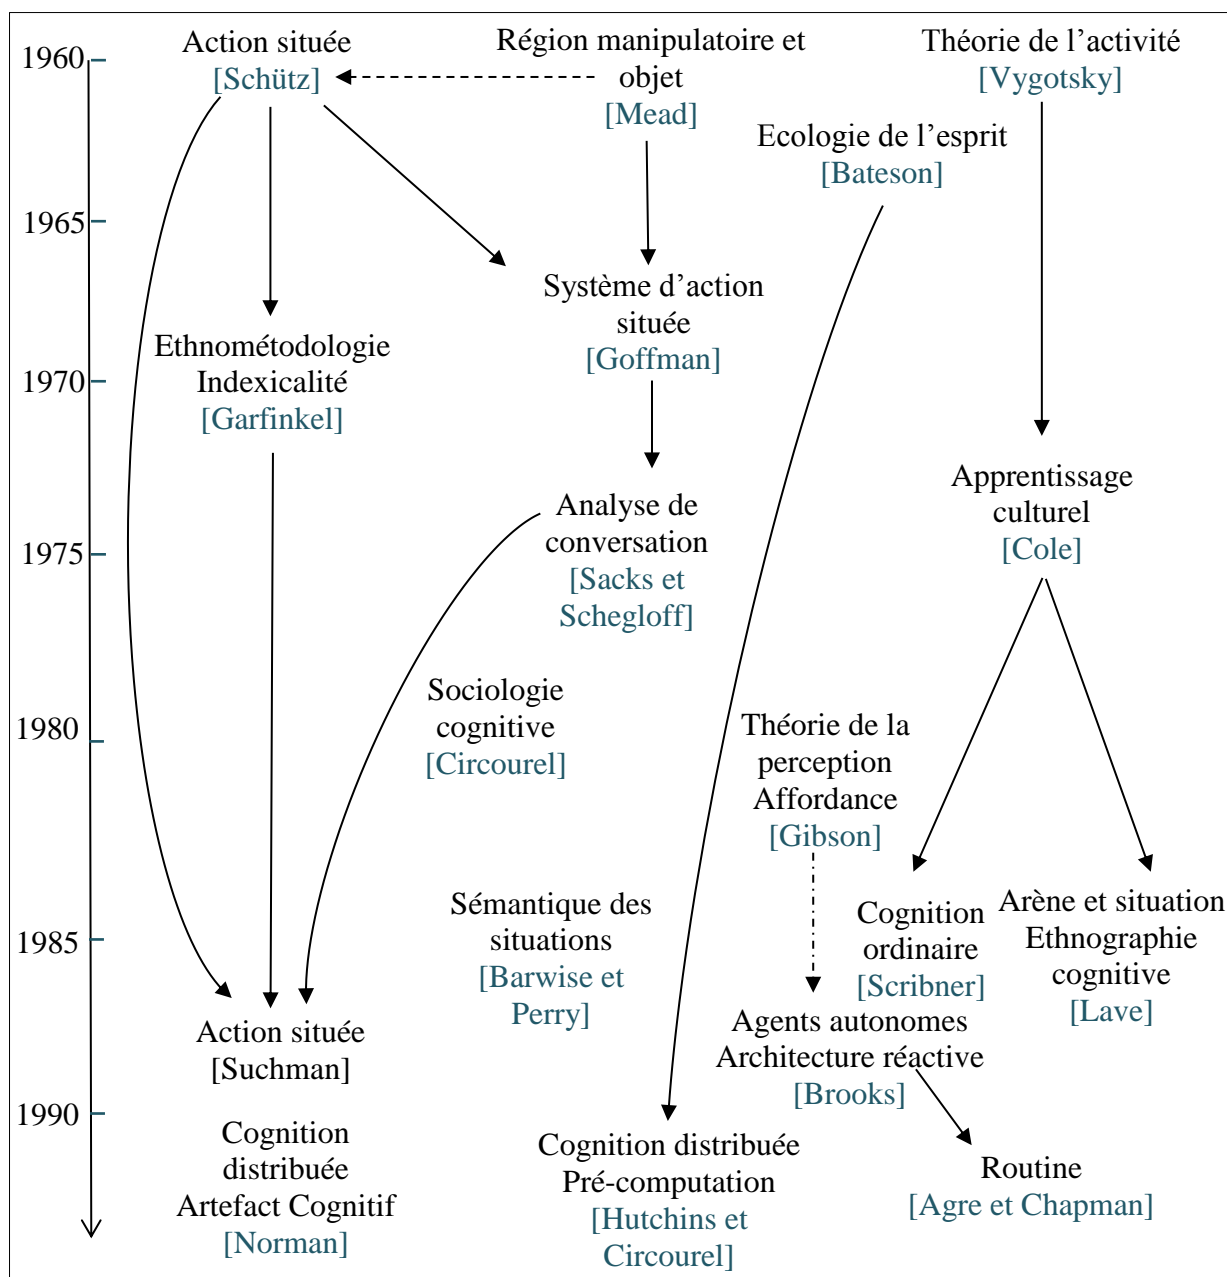 1960
1965
1970
1975
1980
1985
1990
Action située
[Schütz]
Région manipulatoire et
objet
[Mead]
Théorie de l’activité
[Vygotsky]
Ecologie de l’esprit
[Bateson]
Système d’action
située
[Goffman]
Ethnométodologie
Indexicalité
[Garfinkel]
Apprentissage
culturel
[Cole]
Analyse de
conversation
[Sacks et
Schegloff]
Sociologie
cognitive
[Circourel]
Théorie de la
perception
Affordance
[Gibson]
Sémantique des
situations
[Barwise et
Perry]
Cognition
ordinaire
[Scribner]
Arène et situation
Ethnographie
cognitive
[Lave]
Action située
[Suchman]
Agents autonomes
Architecture réactive
[Brooks]
Cognition
distribuée
Artefact Cognitif
[Norman]
Cognition distribuée
Pré-computation
[Hutchins et
Circourel]
Routine
[Agre et Chapman]